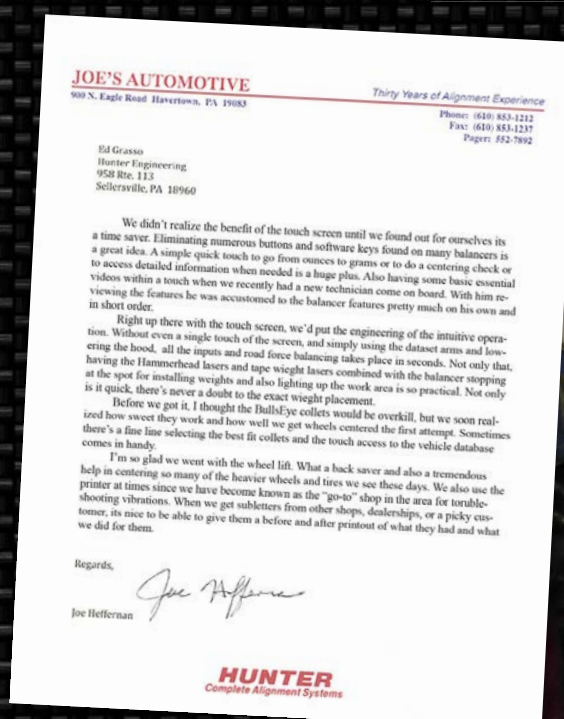 JOE'S AUTOMOTIVE
900 N. Eagle Road Havertown, PA 19083
Thirty Years of Alignment Experience
Phone: (610) 853-1212
Fax: (610) 853-1237
Pager: 552-7892
Ed Grasso
Hunter Engineering
958 Rte. 113
Sellersville, PA 18960
We didn't realize the benefit of the touch screen until we found out for ourselves its
a time saver. Eliminating numerous buttons and software keys found on many balancers is
a great idea. A simple quick touch to go from ounces to grams or to do a centering check or
to access detailed information when needed is a huge plus. Also having some basic essential
videos within a touch when we recently had a new technician come on board. With him re-
viewing the features he was accustomed to the balancer features pretty much on his own and
in short order.
Right up there with the touch screen, we'd put the engineering of the intuitive opera-
tion. Without even a single touch of the screen, and simply using the dataset arms and low-
ering the hood, all the inputs and road force balancing takes place in seconds. Not only that,
having the Hammerhead lasers and tape wieght lasers combined with the balancer stopping
at the spot for installing weights and also lighting up the work area is so practical. Not only
is it quick, there's never a doubt to the exact wieght placement.
Before we got it, I thought the BullsEye collets would be overkill, but we soon real-
ized how sweet they work and how well we get wheels centered the first attempt. Sometimes
there's a fine line selecting the best fit collets and the touch access to the vehicle database
comes in handy.
I'm so glad we went with the wheel lift. What a back saver and also a tremendous
help in centering so many of the heavier wheels and tires we see these days. We also use the
printer at times since we have become known as the "go-to" shop in the area for toruble-
shooting vibrations. When we get subletters from other shops, dealerships, or a picky cus-
tomer, its nice to be able to give them a before and after printout of what they had and what
we did for them.
Regards,
Joe Heffernan
Joe Heffernan
HUNTER
Complete Alignment Systems